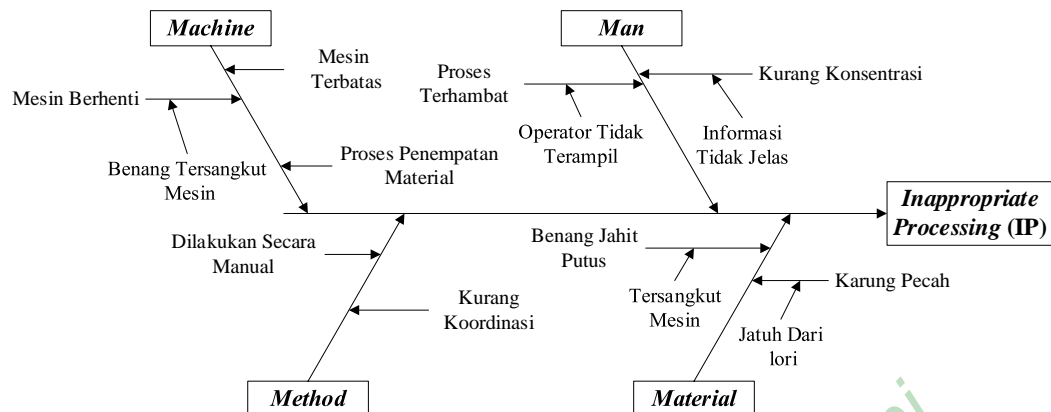 Machine
Man
Mesin
Terbatas
Mesin Berhenti
Benang Tersangkut
Mesin
Proses Penempatan
Material
Proses
Terhambat
Kurang Konsentrasi
Operator Tidak
Terampil
Informasi
Tidak Jelas
Inappropriate
Processing (IP)
Dilakukan Secara
Manual
Kurang
Koordinasi
Benang Jahit
Putus
Tersangkut
Mesin
Karung Pecah
Jatuh Dari
lori
Method
Material